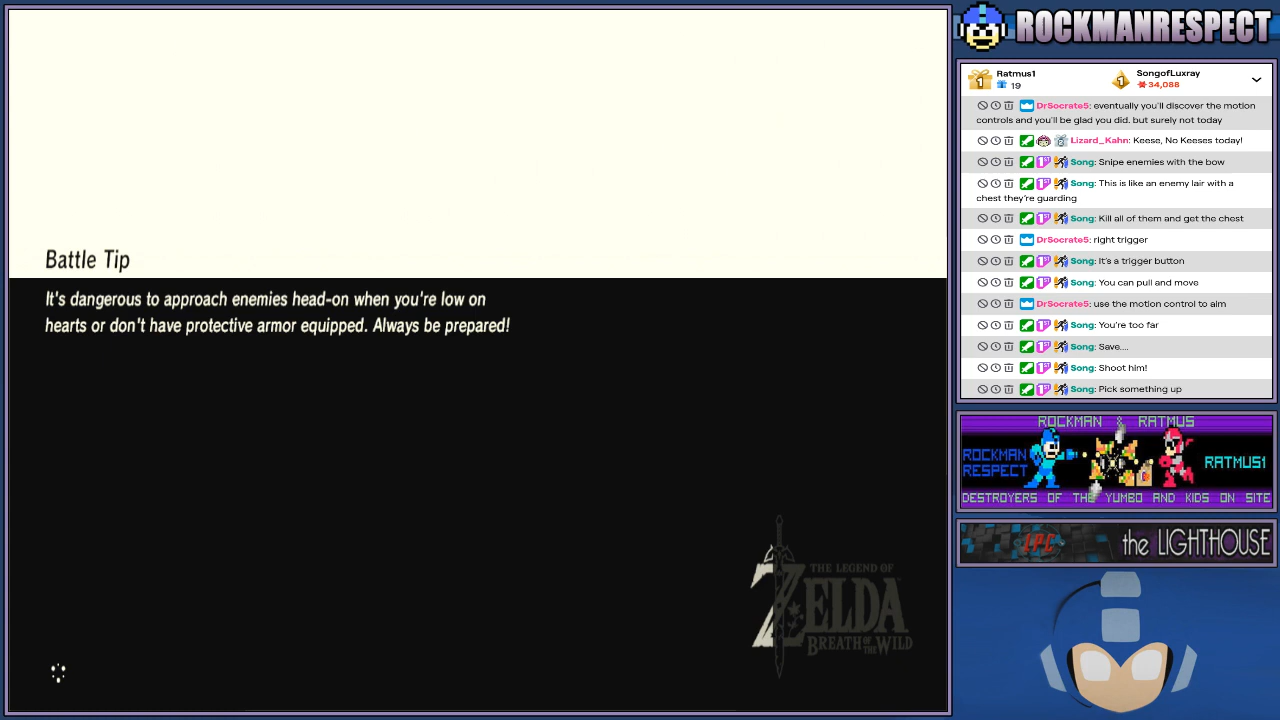 Battle Tip
It's dangerous to approach enemies head-on when you're low on
hearts or don't have protective armor equipped. Always be prepared!
THE LEGEND OF
ZELDA
BREATH OF THE WILD
ROCKMANRESPECT
Ratmus1
19
SongofLuxray
34,088
DrSocrate5: eventually you'll discover the motion
controls and you'll be glad you did. but surely not today
Lizard_Kahn: Keese, No Keeses today!
Song: Snipe enemies with the bow
Song: This is like an enemy lair with a
chest they're guarding
Song: Kill all of them and get the chest
DrSocrate5: right trigger
Song: It's a trigger button
Song: You can pull and move
DrSocrate5: use the motion control to aim
Song: You're too far
Song: Save....
Song: Shoot him!
Song: Pick something up
ROCKMAN & RATMUS
ROCKMAN
RESPECT
RATMUS1
DESTROYERS OF THE YUMBO AND KIDS ON SITE
LPC
the LIGHTHOUSE